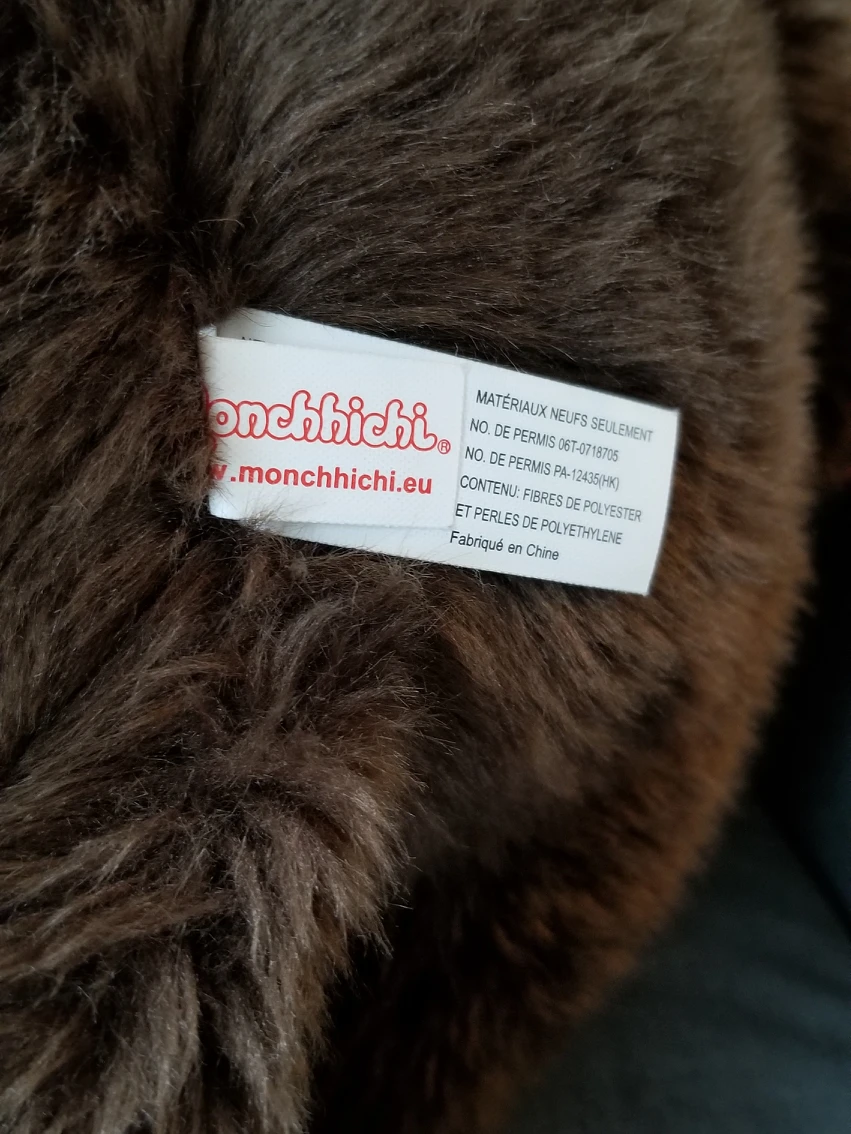 onchhichi®
.monchhichi.eu
MATÉRIAUX NEUFS SEULEMENT
NO. DE PERMIS 06T-0718705
NO. DE PERMIS PA-12435(HK)
CONTENU: FIBRES DE POLYESTER
ET PERLES DE POLYETHYLENE
Fabriqué en Chine